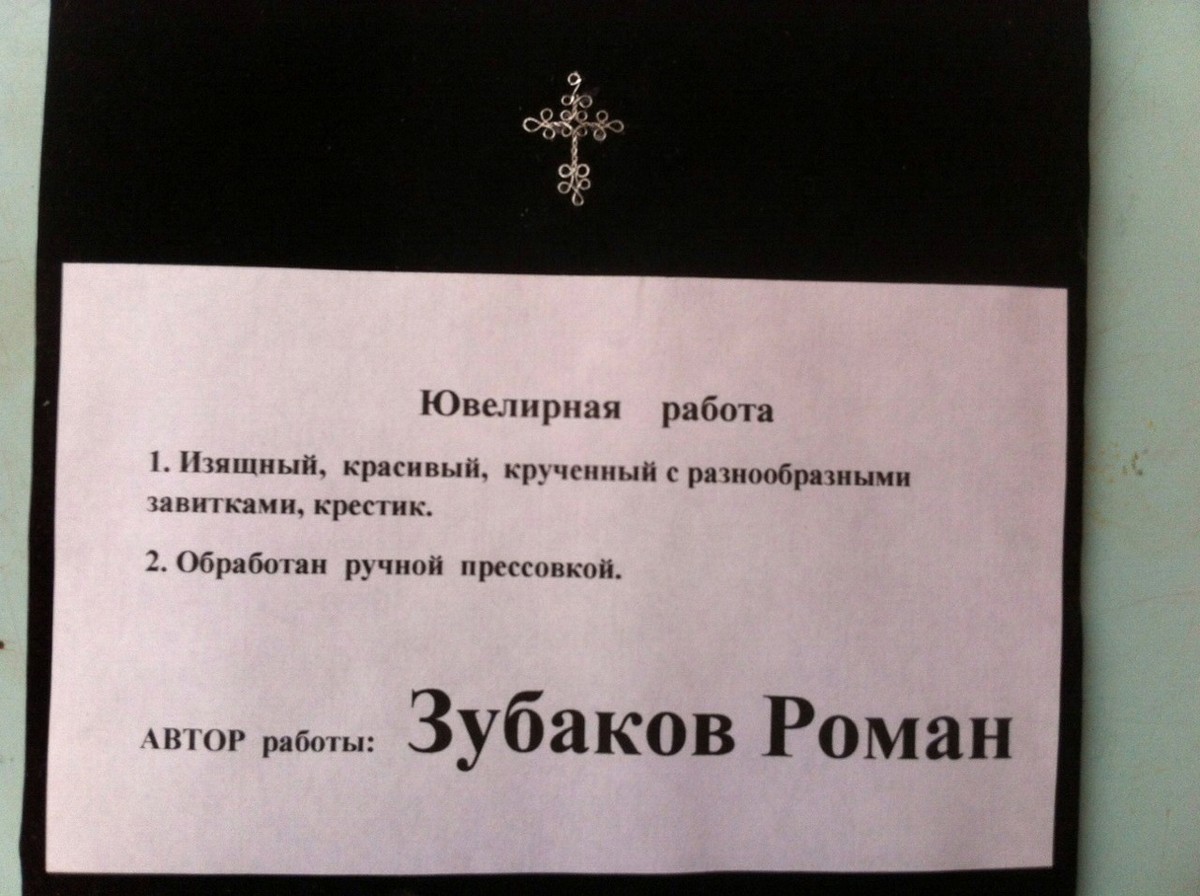 Ювелирная работа
1. Изящный, красивый, крученный с разнообразными
завитками, крестик.
2. Обработан ручной прессовкой.
АВТОР работы: Зубаков Роман